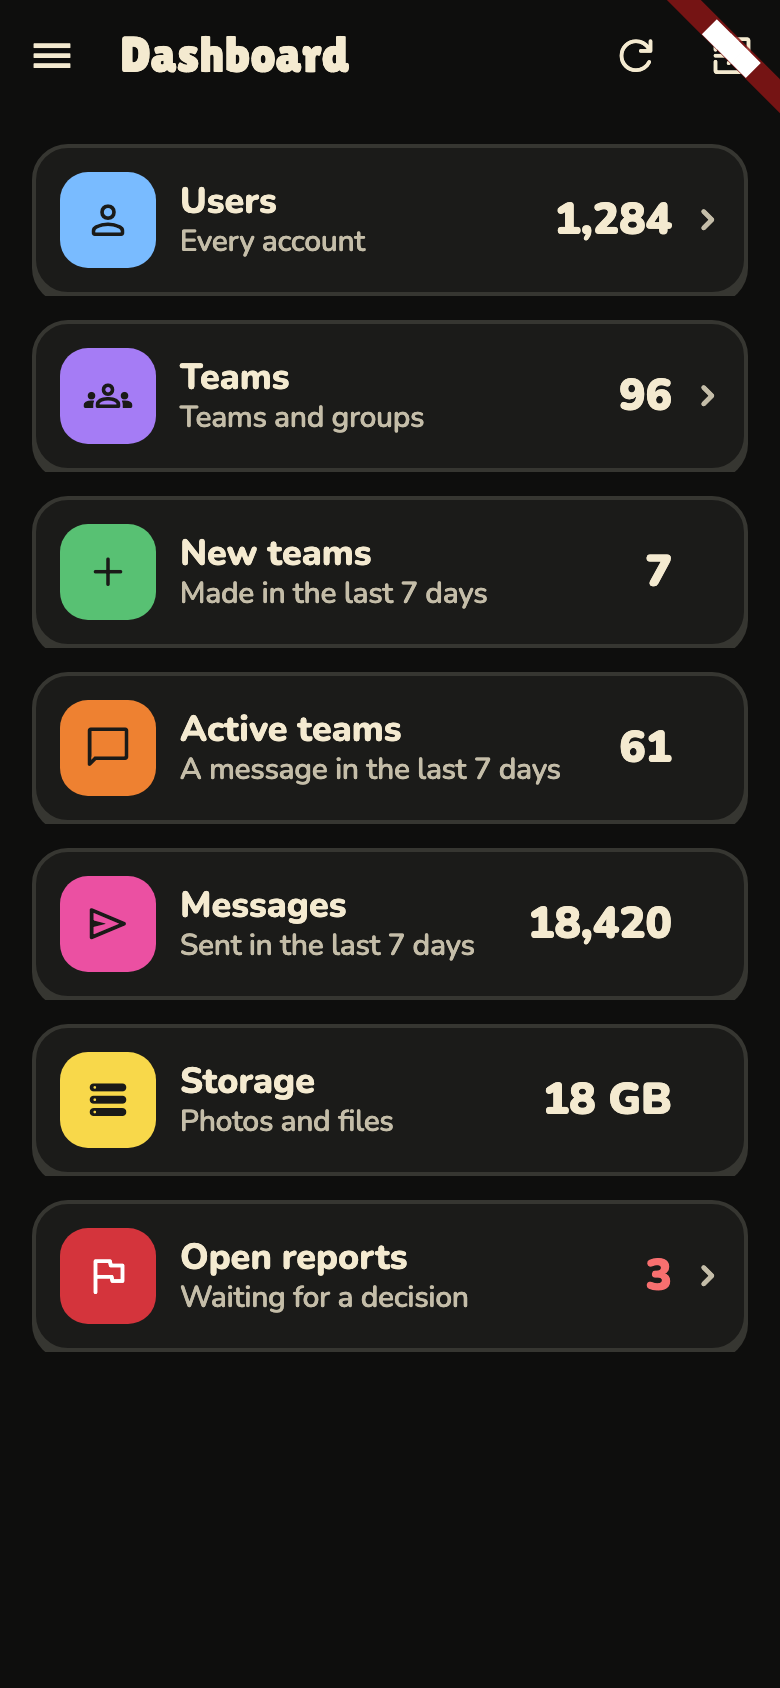 Dashboard
Users
Every account
1,284
Teams
Teams and groups
96
New teams
Made in the last 7 days
7
Active teams
A message in the last 7 days
61
Messages
Sent in the last 7 days
18,420
Storage
Photos and files
18 GB
Open reports
Waiting for a decision
3